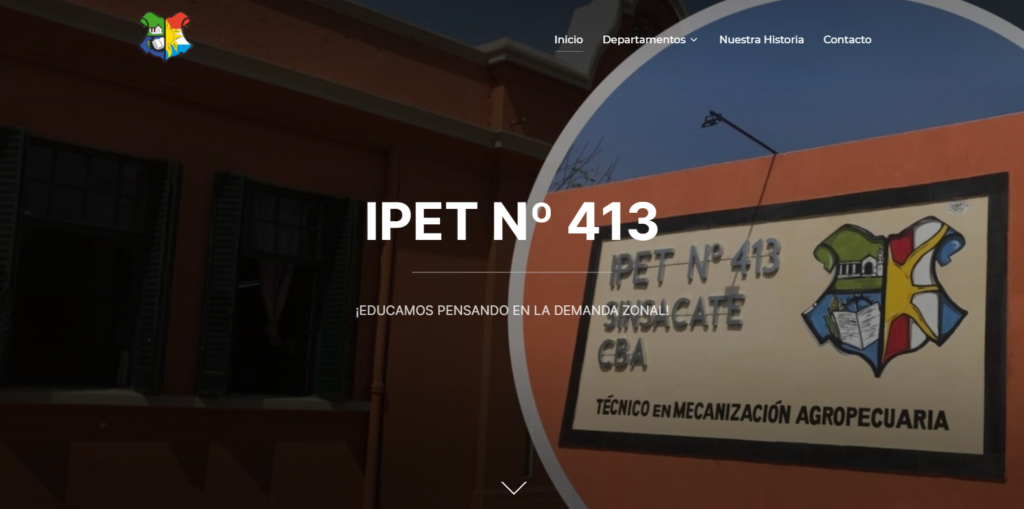 Inicio
Departamentos
Nuestra Historia
Contacto
IPET Nº 413
¡EDUCAMOS PENSANDO EN LA DEMANDA ZONAL!
IPET Nº 413
SINSACATE
CBA
TÉCNICO EN MECANIZACIÓN AGROPECUARIA